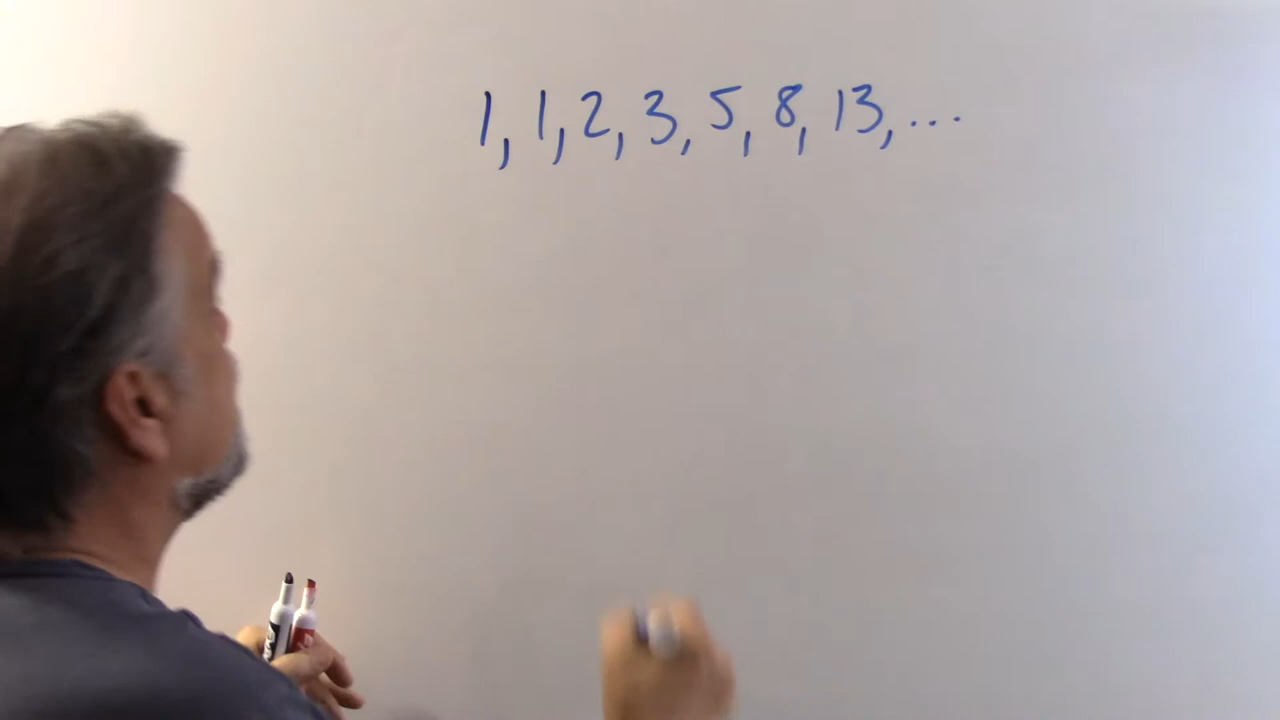 1, 1, 2, 3, 5, 8, 13, ...